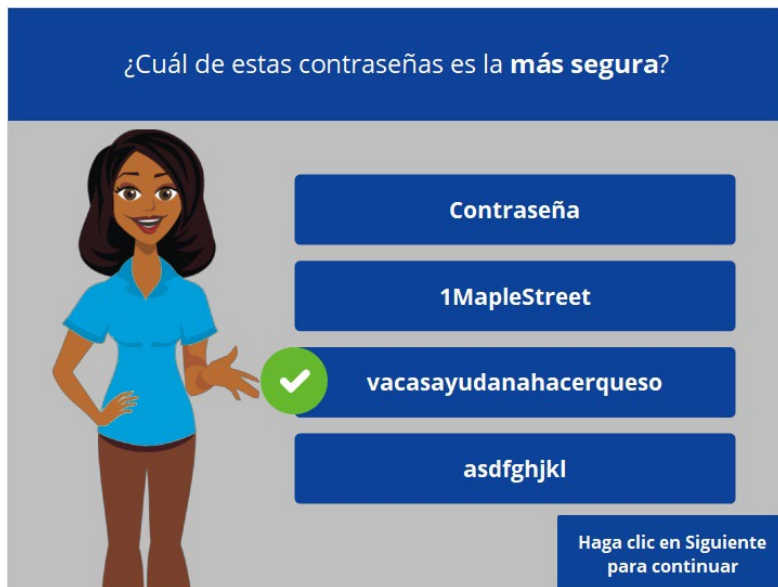 ¿Cuál de estas contraseñas es la más segura?
Contraseña
1MapleStreet
vacasayudanahacerqueso
asdfghjkl
Haga clic en Siguiente
para continuar